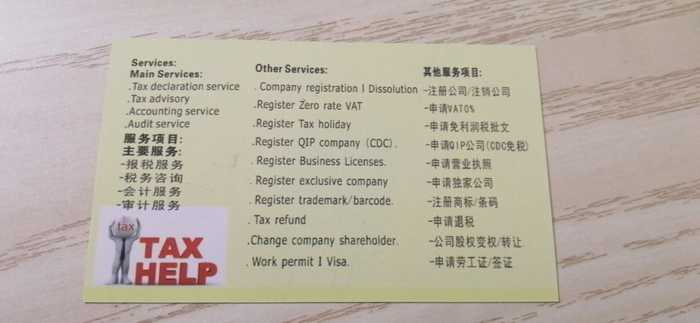 Services:
Main Services:
.Tax declaration service
.Tax advisory
.Accounting service
.Audit service
服务项目:
主要服务:
-报税服务
-税务咨询
-会计服务
-审计服务
tax
TAX
HELP
Other Services:
. Company registration I Dissolution
.Register Zero rate VAT
.Register Tax holiday
.Register QIP company (CDC).
. Register Business Licenses.
. Register exclusive company
. Register trademark/barcode.
. Tax refund
.Change company shareholder.
. Work permit I Visa.
其他服务项目:
-注册公司/注销公司
-申请VAT0%
-申请免利润税批文
-申请QIP公司(CDC免税)
-申请营业执照
-申请独家公司
-注册商标/条码
-申请退税
-公司股权变权/转让
-申请劳工证/签证